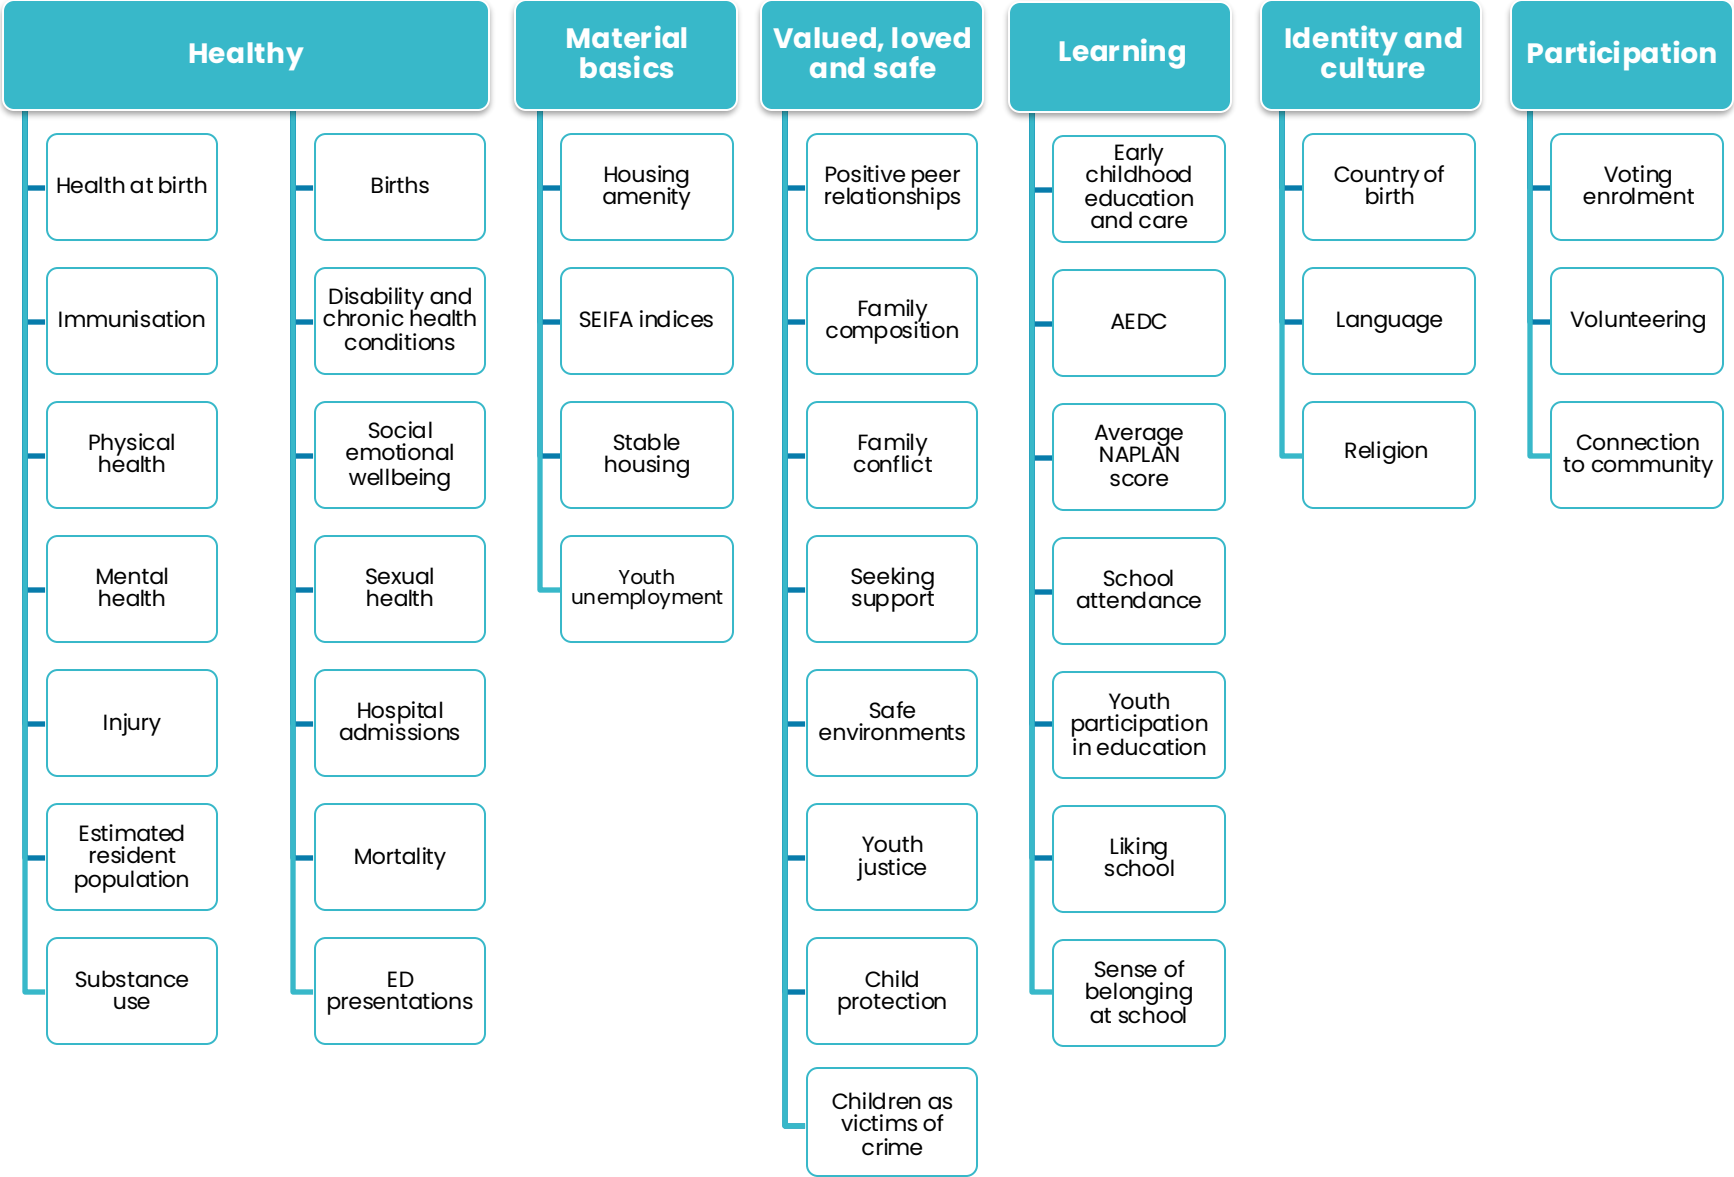 Healthy
Health at birth
Immunisation
Physical
health
Mental
health
Injury
Estimated
resident
population
Substance
use
Births
Disability and
chronic health
conditions
Social
emotional
wellbeing
Sexual
health
Hospital
admissions
Mortality
ED
presentations
Material
basics
Housing
amenity
SEIFA indices
Stable
housing
Youth
unemployment
Valued, loved
and safe
Positive peer
relationships
Family
composition
Family
conflict
Seeking
support
Safe
environments
Youth
justice
Child
protection
Children as
victims of
crime
Learning
Early
childhood
education
and care
AEDC
Average
NAPLAN
score
School
attendance
Youth
participation
in education
Liking
school
Sense of
belonging
at school
Identity and
culture
Country of
birth
Language
Religion
Participation
Voting
enrolment
Volunteering
Connection
to community